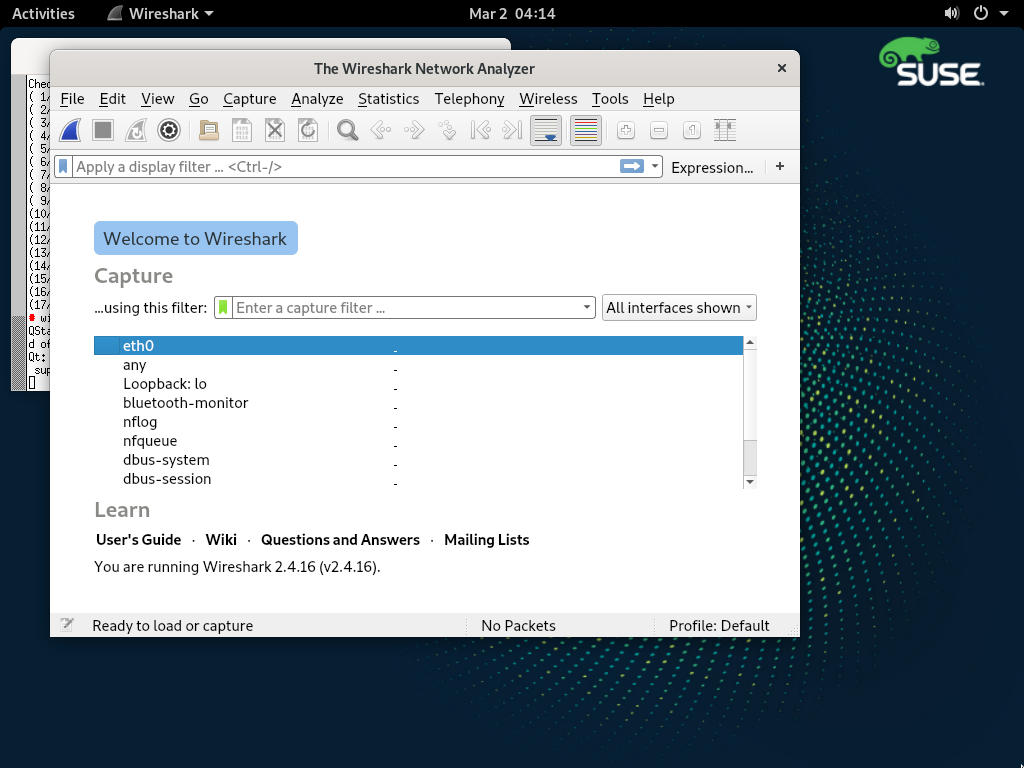 Activities Wireshark Mar 2 04:14
SUSE
The Wireshark Network Analyzer
File Edit View Go Capture Analyze Statistics Telephony Wireless Tools Help
Apply a display filter ... <Ctrl-/> Expression... +
Welcome to Wireshark
Capture
...using this filter: Enter a capture filter ... All interfaces shown
eth0
any
Loopback: lo
bluetooth-monitor
nflog
nfqueue
dbus-system
dbus-session
Learn
User's Guide · Wiki · Questions and Answers · Mailing Lists
You are running Wireshark 2.4.16 (v2.4.16).
Ready to load or capture No Packets Profile: Default
Chec
( 1/
( 2/
( 3/
( 4/
( 5/
( 6/
( 7/
( 8/
( 9/
(10/
(11/
(12/
(13/
(14/
(15/
(16/
(17/
wi
QSta
d of
Qt:
sup